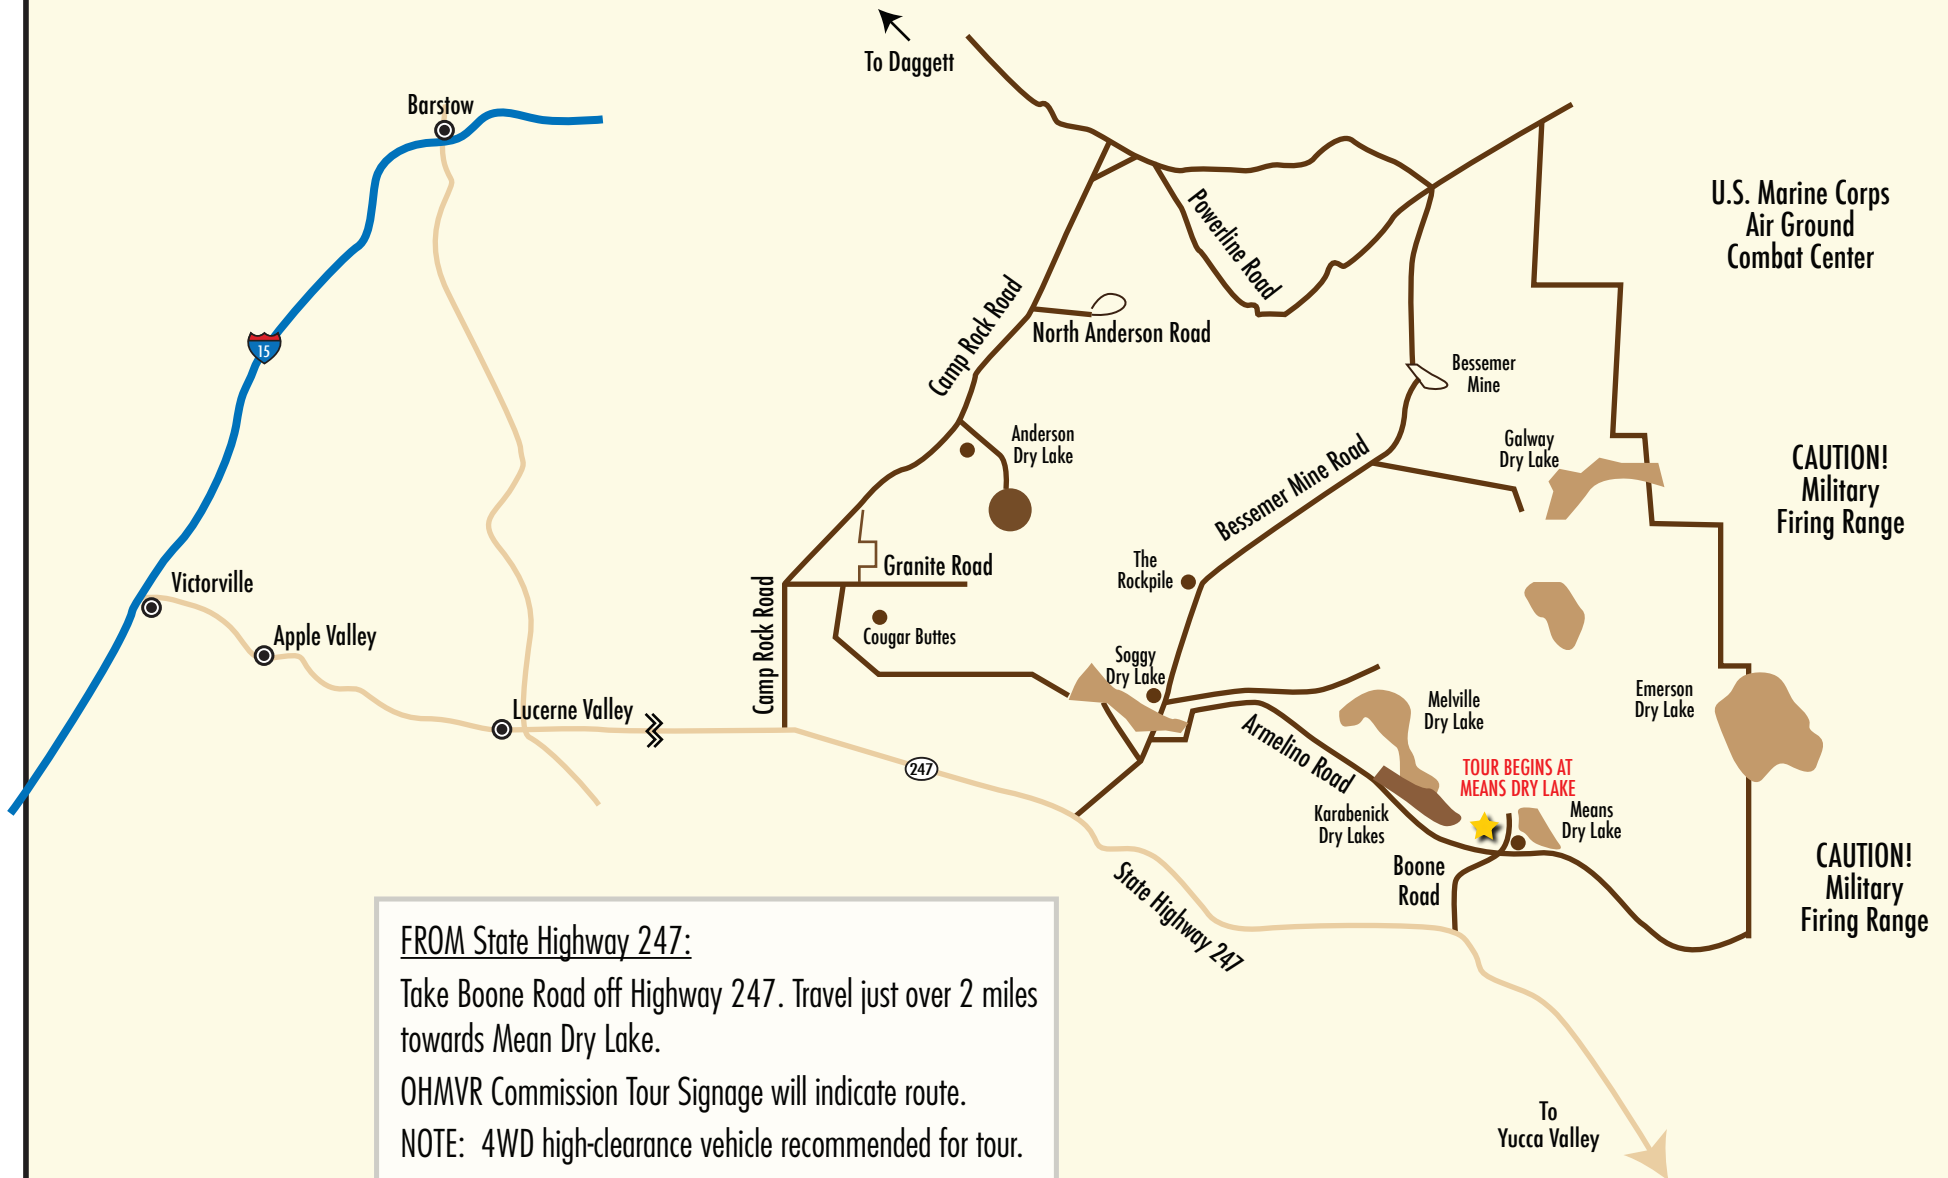 To Daggett
Barstow
U.S. Marine Corps
Air Ground
Combat Center
Powerline Road
Camp Rock Road
North Anderson Road
15
Bessemer
Mine
Anderson
Dry Lake
Galway
Dry Lake
CAUTION!
Military
Firing Range
Bessemer Mine Road
The
Rockpile
Granite Road
Victorville
Camp Rock Road
Cougar Buttes
Apple Valley
Soggy
Dry Lake
Lucerne Valley
Melville
Dry Lake
Emerson
Dry Lake
Armelino Road
247
TOUR BEGINS AT
MEANS DRY LAKE
Karabenick
Dry Lakes
Means
Dry Lake
Boone
Road
CAUTION!
Military
Firing Range
State Highway 247
FROM State Highway 247:
Take Boone Road off Highway 247. Travel just over 2 miles
towards Mean Dry Lake.
OHMVR Commission Tour Signage will indicate route.
NOTE: 4WD high-clearance vehicle recommended for tour.
To
Yucca Valley